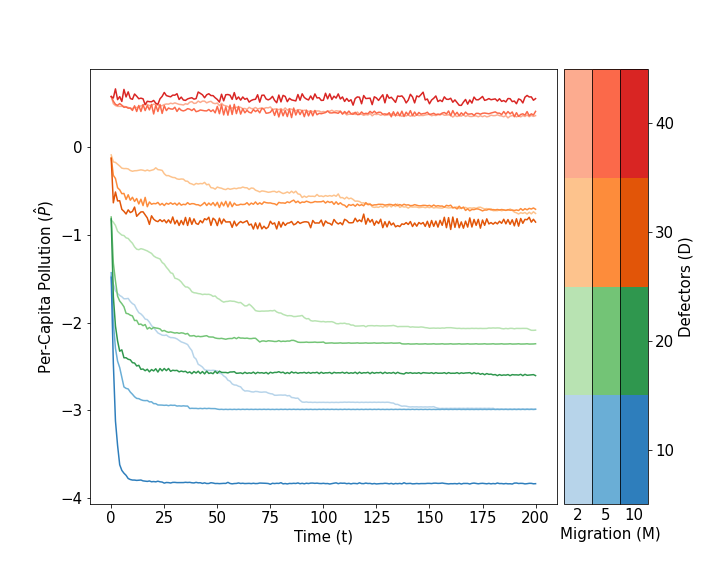 0
−1
−2
−3
−4
Per-Capita Pollution (P̂)
0 25 50 75 100 125 150 175 200
Time (t)
40
30
20
10
Defectors (D)
2 5 10
Migration (M)